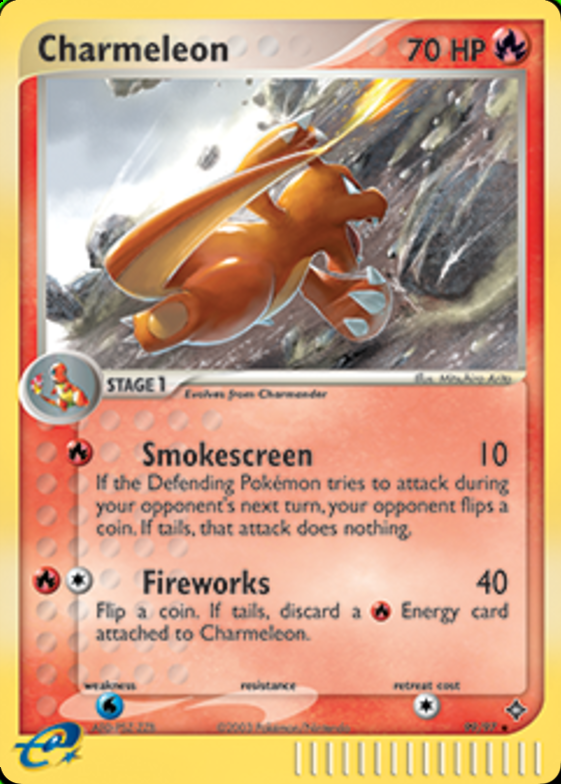 Charmeleon
70 HP
Illus. Mitsuhiro Arita
STAGE 1
Evolves from Charmander
Smokescreen 10
If the Defending Pokémon tries to attack during
your opponent's next turn, your opponent flips a
coin. If tails, that attack does nothing.
Fireworks 40
Flip a coin. If tails, discard a Energy card
attached to Charmeleon.
weakness resistance retreat cost
©2003 Pokémon/Nintendo